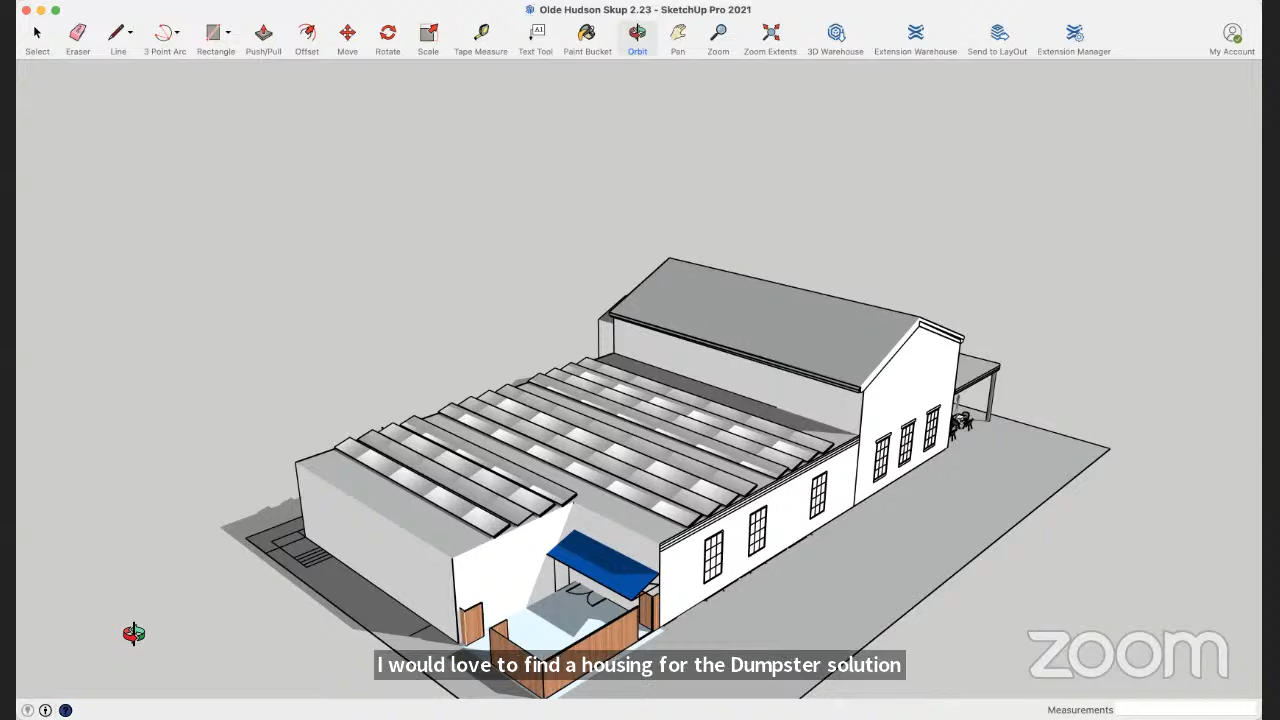 Olde Hudson Skup 2.23 - SketchUp Pro 2021
Select Eraser Line 3 Point Arc Rectangle Push/Pull Offset Move Rotate Scale Tape Measure Text Tool Paint Bucket Orbit Pan Zoom Zoom Extents 3D Warehouse Extension Warehouse Send to LayOut Extension Manager My Account
zoom
I would love to find a housing for the Dumpster solution
Measurements